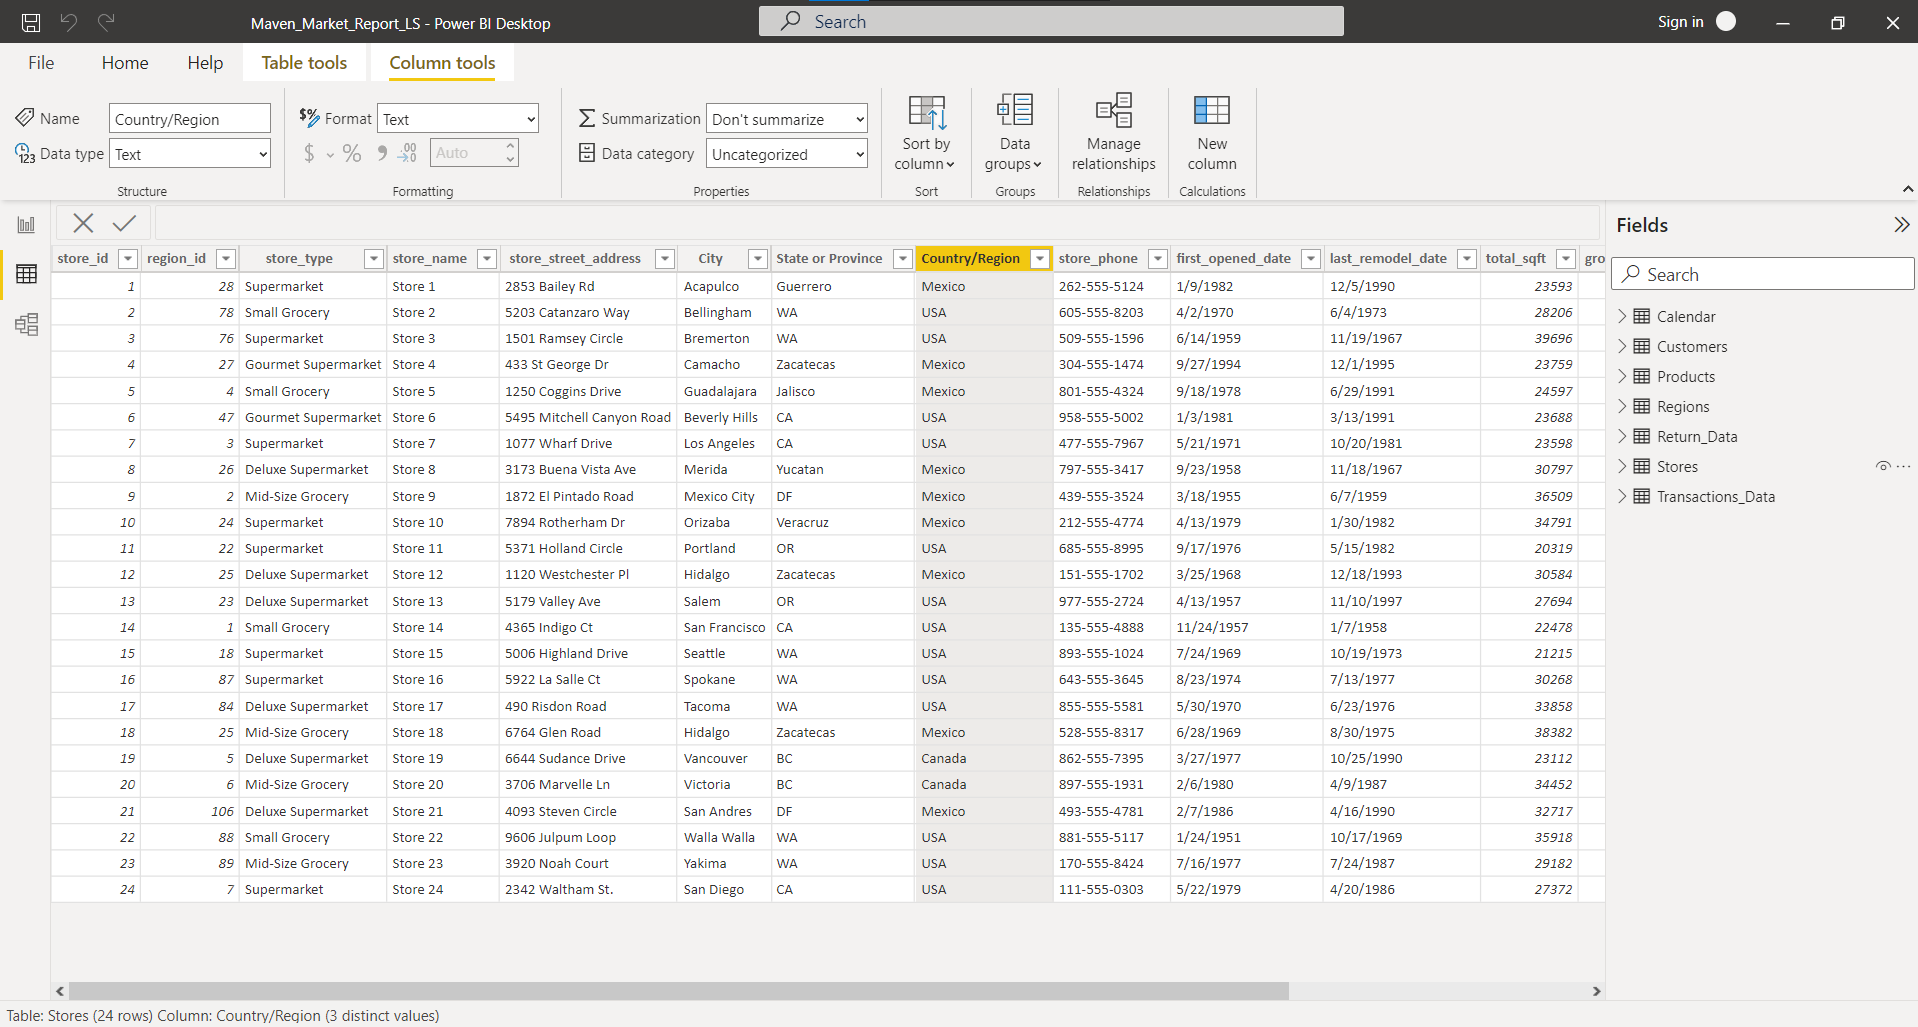 Maven_Market_Report_LS - Power BI Desktop
Search
Sign in
File Home Help Table tools Column tools
Name Country/Region
Data type Text
Structure
$% Format Text
$ % 9 .00 →0 Auto
Formatting
Σ Summarization Don't summarize
Data category Uncategorized
Properties
Sort by column
Sort
Data groups
Groups
Manage relationships
Relationships
New column
Calculations
store_id region_id store_type store_name store_street_address City State or Province Country/Region store_phone first_opened_date last_remodel_date total_sqft gro
1 28 Supermarket Store 1 2853 Bailey Rd Acapulco Guerrero Mexico 262-555-5124 1/9/1982 12/5/1990 23593
2 78 Small Grocery Store 2 5203 Catanzaro Way Bellingham WA USA 605-555-8203 4/2/1970 6/4/1973 28206
3 76 Supermarket Store 3 1501 Ramsey Circle Bremerton WA USA 509-555-1596 6/14/1959 11/19/1967 39696
4 27 Gourmet Supermarket Store 4 433 St George Dr Camacho Zacatecas Mexico 304-555-1474 9/27/1994 12/1/1995 23759
5 4 Small Grocery Store 5 1250 Coggins Drive Guadalajara Jalisco Mexico 801-555-4324 9/18/1978 6/29/1991 24597
6 47 Gourmet Supermarket Store 6 5495 Mitchell Canyon Road Beverly Hills CA USA 958-555-5002 1/3/1981 3/13/1991 23688
7 3 Supermarket Store 7 1077 Wharf Drive Los Angeles CA USA 477-555-7967 5/21/1971 10/20/1981 23598
8 26 Deluxe Supermarket Store 8 3173 Buena Vista Ave Merida Yucatan Mexico 797-555-3417 9/23/1958 11/18/1967 30797
9 2 Mid-Size Grocery Store 9 1872 El Pintado Road Mexico City DF Mexico 439-555-3524 3/18/1955 6/7/1959 36509
10 24 Supermarket Store 10 7894 Rotherham Dr Orizaba Veracruz Mexico 212-555-4774 4/13/1979 1/30/1982 34791
11 22 Supermarket Store 11 5371 Holland Circle Portland OR USA 685-555-8995 9/17/1976 5/15/1982 20319
12 25 Deluxe Supermarket Store 12 1120 Westchester Pl Hidalgo Zacatecas Mexico 151-555-1702 3/25/1968 12/18/1993 30584
13 23 Deluxe Supermarket Store 13 5179 Valley Ave Salem OR USA 977-555-2724 4/13/1957 11/10/1997 27694
14 1 Small Grocery Store 14 4365 Indigo Ct San Francisco CA USA 135-555-4888 11/24/1957 1/7/1958 22478
15 18 Supermarket Store 15 5006 Highland Drive Seattle WA USA 893-555-1024 7/24/1969 10/19/1973 21215
16 87 Supermarket Store 16 5922 La Salle Ct Spokane WA USA 643-555-3645 8/23/1974 7/13/1977 30268
17 84 Deluxe Supermarket Store 17 490 Risdon Road Tacoma WA USA 855-555-5581 5/30/1970 6/23/1976 33858
18 25 Mid-Size Grocery Store 18 6764 Glen Road Hidalgo Zacatecas Mexico 528-555-8317 6/28/1969 8/30/1975 38382
19 5 Deluxe Supermarket Store 19 6644 Sudance Drive Vancouver BC Canada 862-555-7395 3/27/1977 10/25/1990 23112
20 6 Mid-Size Grocery Store 20 3706 Marvelle Ln Victoria BC Canada 897-555-1931 2/6/1980 4/9/1987 34452
21 106 Deluxe Supermarket Store 21 4093 Steven Circle San Andres DF Mexico 493-555-4781 2/7/1986 4/16/1990 32717
22 88 Small Grocery Store 22 9606 Julpum Loop Walla Walla WA USA 881-555-5117 1/24/1951 10/17/1969 35918
23 89 Mid-Size Grocery Store 23 3920 Noah Court Yakima WA USA 170-555-8424 7/16/1977 7/24/1987 29182
24 7 Supermarket Store 24 2342 Waltham St. San Diego CA USA 111-555-0303 5/22/1979 4/20/1986 27372
Fields
Search
Calendar
Customers
Products
Regions
Return_Data
Stores
Transactions_Data
Table: Stores (24 rows) Column: Country/Region (3 distinct values)